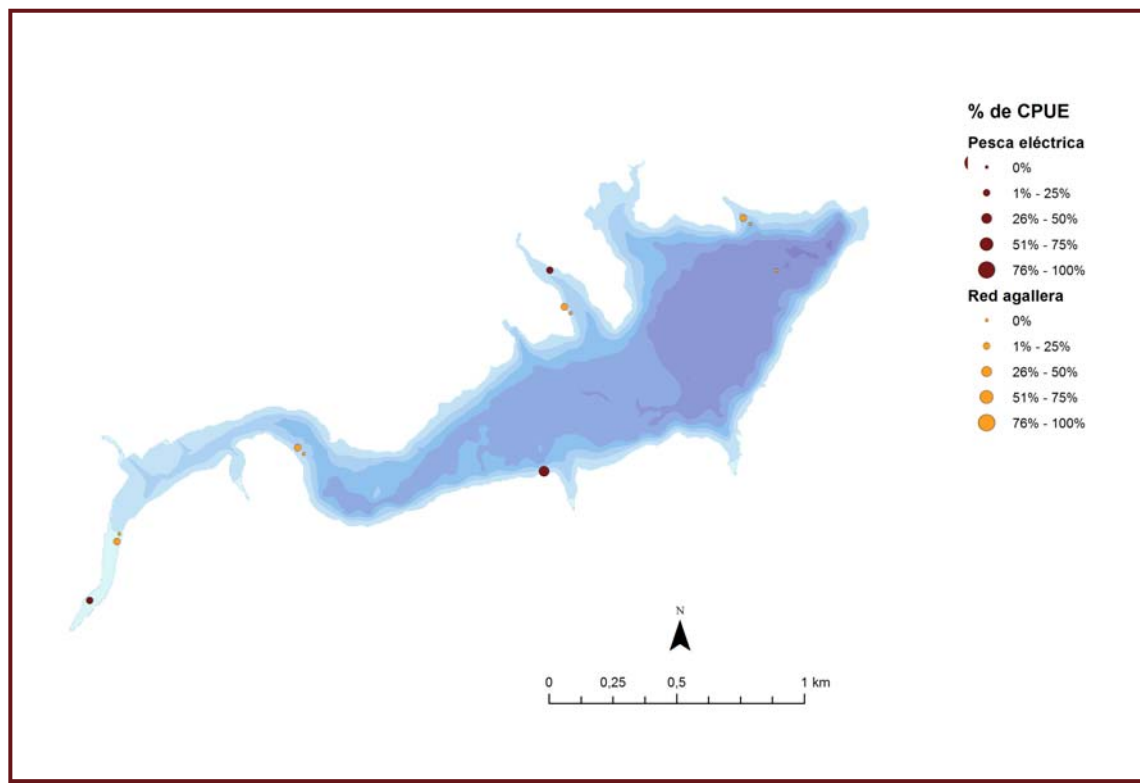 % de CPUE
Pesca eléctrica
0%
1% - 25%
26% - 50%
51% - 75%
76% - 100%
Red agallera
0%
1% - 25%
26% - 50%
51% - 75%
76% - 100%
N
0 0,25 0,5 1 km